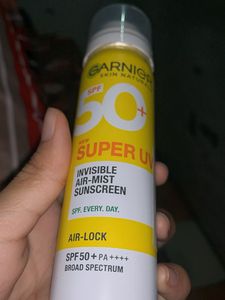 GARNIER
SKIN NATURALS
SPF
50+
SUPER UV
INVISIBLE
AIR-MIST
SUNSCREEN
SPF. EVERY. DAY.
AIR-LOCK
SPF50+ PA++++
BROAD SPECTRUM